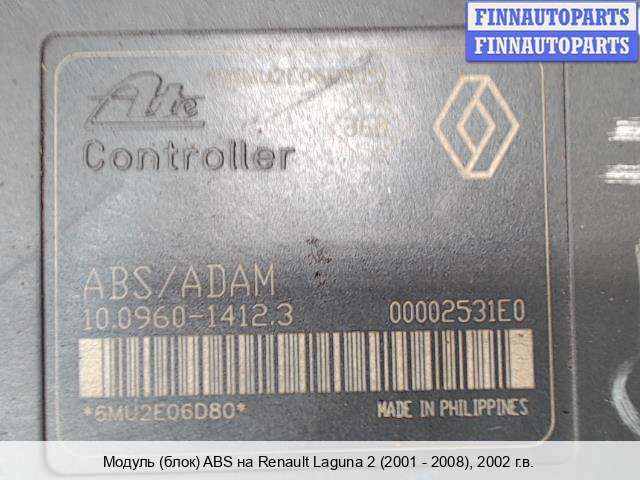 FINNAUTOPARTS
FINNAUTOPARTS
Ate
Controller
ABS/ADAM
10.0960-1412.3 00002531E0
*6MU2E06D80*
MADE IN PHILIPPINES
Модуль (блок) ABS на Renault Laguna 2 (2001 - 2008), 2002 г.в.